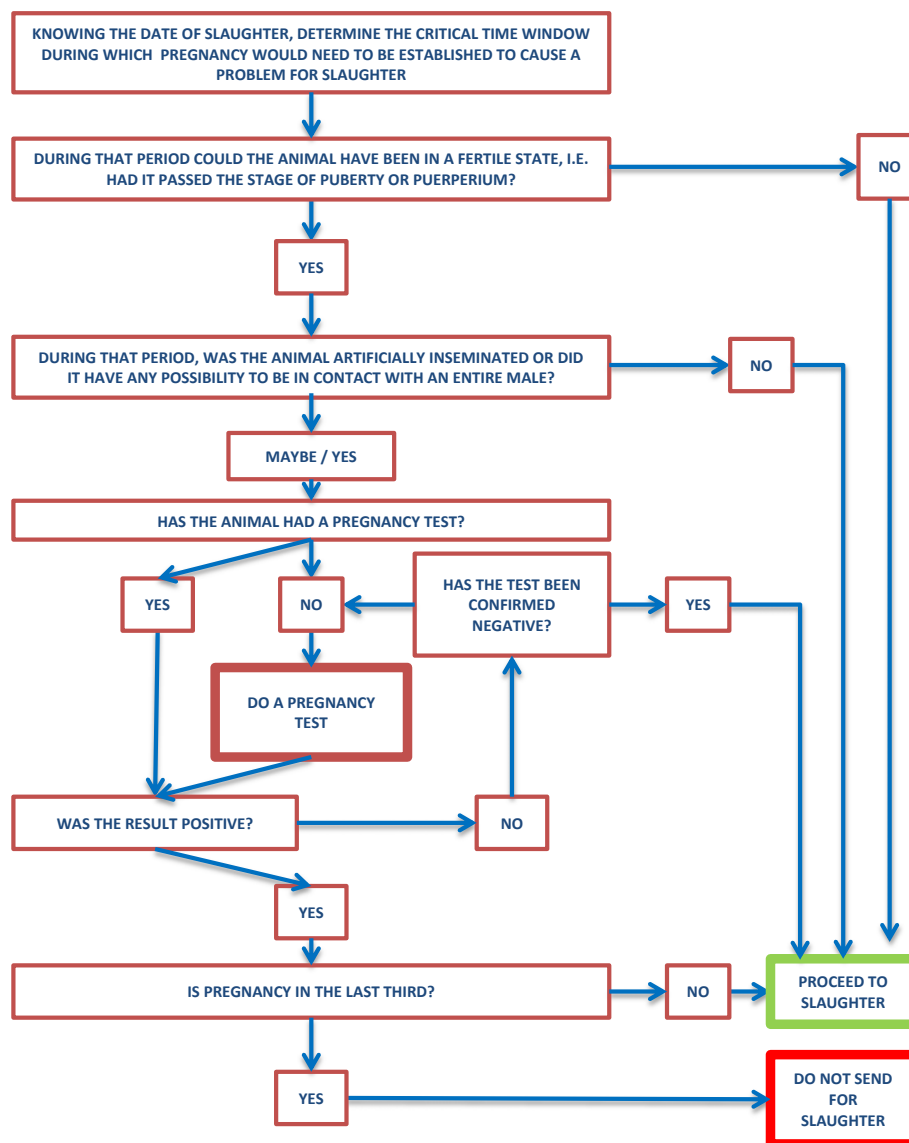 KNOWING THE DATE OF SLAUGHTER, DETERMINE THE CRITICAL TIME WINDOW
DURING WHICH PREGNANCY WOULD NEED TO BE ESTABLISHED TO CAUSE A
PROBLEM FOR SLAUGHTER
DURING THAT PERIOD COULD THE ANIMAL HAVE BEEN IN A FERTILE STATE, I.E.
HAD IT PASSED THE STAGE OF PUBERTY OR PUERPERIUM?
NO
YES
DURING THAT PERIOD, WAS THE ANIMAL ARTIFICIALLY INSEMINATED OR DID
IT HAVE ANY POSSIBILITY TO BE IN CONTACT WITH AN ENTIRE MALE?
NO
MAYBE / YES
HAS THE ANIMAL HAD A PREGNANCY TEST?
YES
NO
HAS THE TEST BEEN
CONFIRMED
NEGATIVE?
YES
DO A PREGNANCY
TEST
WAS THE RESULT POSITIVE?
NO
YES
IS PREGNANCY IN THE LAST THIRD?
NO
PROCEED TO
SLAUGHTER
YES
DO NOT SEND
FOR
SLAUGHTER